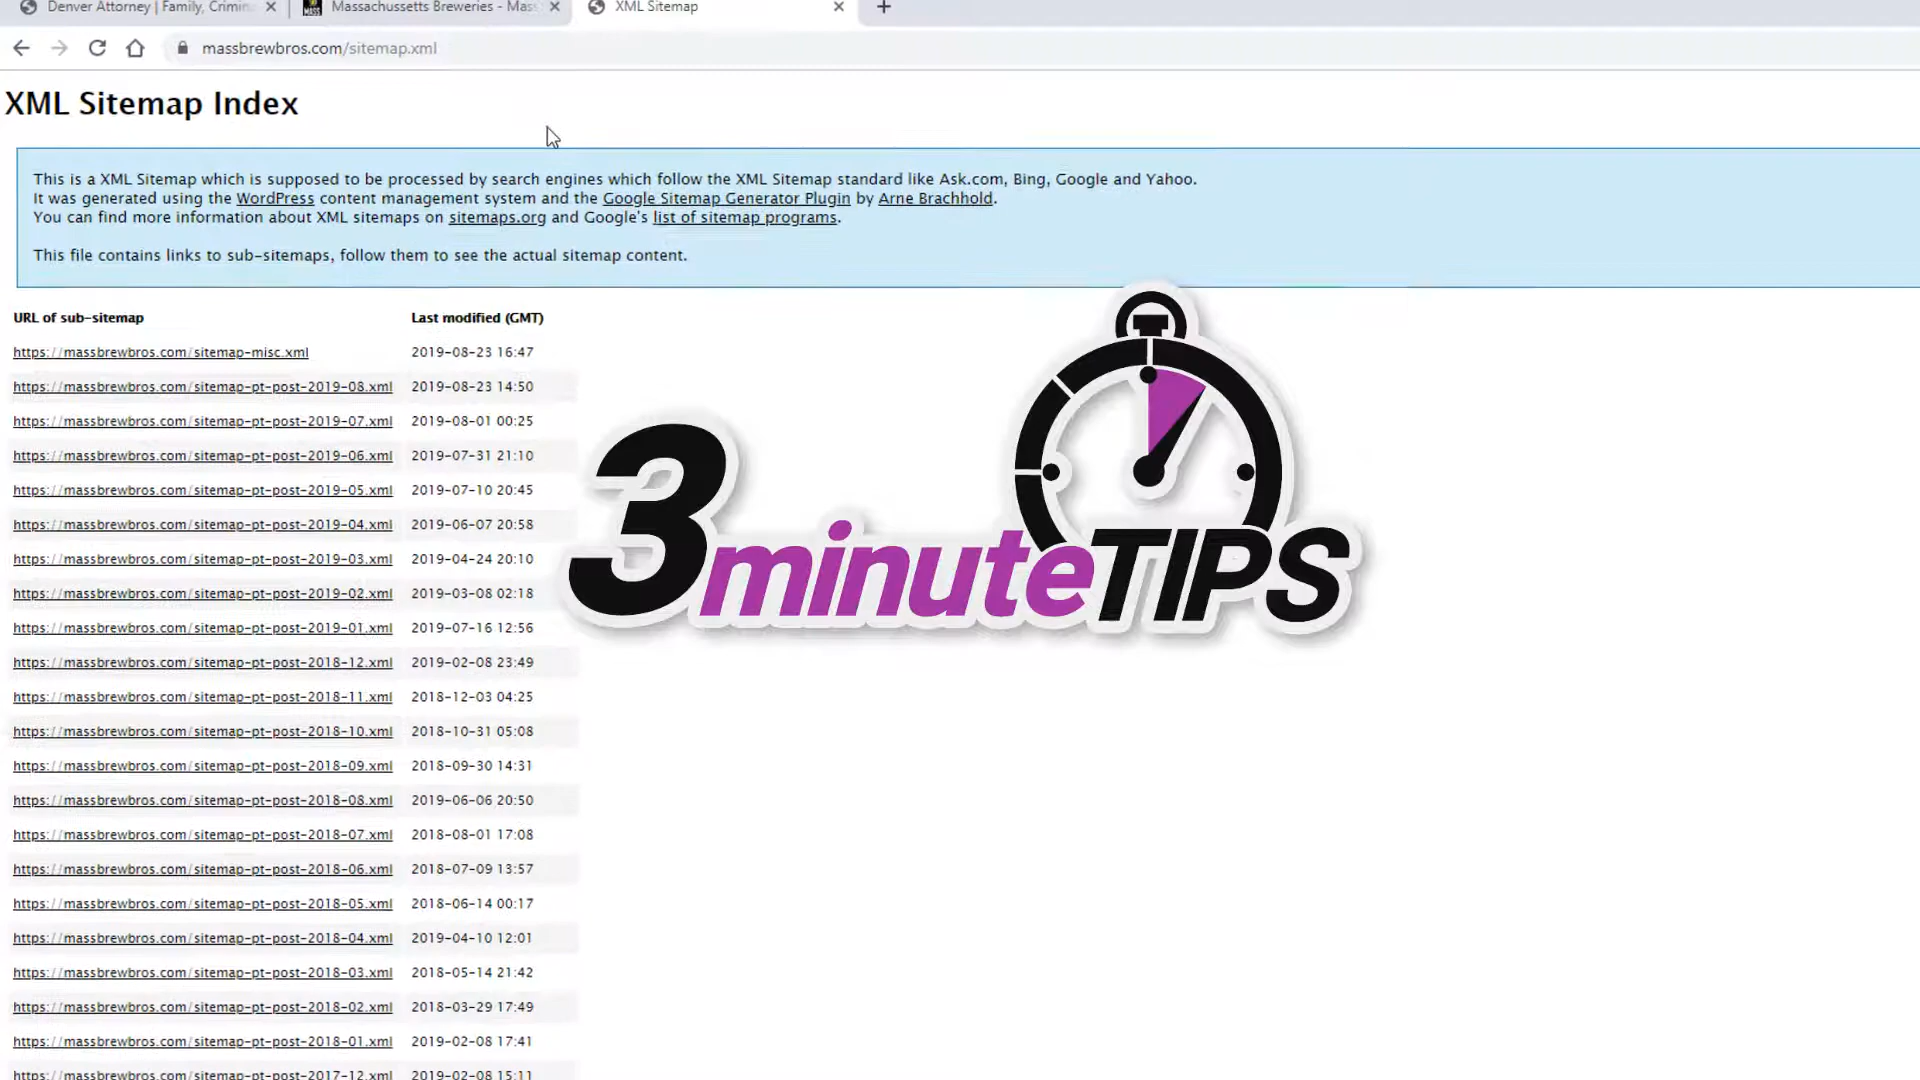 Denver Attorney | Family, Crimin
Massachussetts Breweries - Mass
XML Sitemap
massbrewbros.com/sitemap.xml
XML Sitemap Index
This is a XML Sitemap which is supposed to be processed by search engines which follow the XML Sitemap standard like Ask.com, Bing, Google and Yahoo.
It was generated using the WordPress content management system and the Google Sitemap Generator Plugin by Arne Brachhold.
You can find more information about XML sitemaps on sitemaps.org and Google's list of sitemap programs.
This file contains links to sub-sitemaps, follow them to see the actual sitemap content.
URL of sub-sitemap Last modified (GMT)
https://massbrewbros.com/sitemap-misc.xml 2019-08-23 16:47
https://massbrewbros.com/sitemap-pt-post-2019-08.xml 2019-08-23 14:50
https://massbrewbros.com/sitemap-pt-post-2019-07.xml 2019-08-01 00:25
https://massbrewbros.com/sitemap-pt-post-2019-06.xml 2019-07-31 21:10
https://massbrewbros.com/sitemap-pt-post-2019-05.xml 2019-07-10 20:45
https://massbrewbros.com/sitemap-pt-post-2019-04.xml 2019-06-07 20:58
https://massbrewbros.com/sitemap-pt-post-2019-03.xml 2019-04-24 20:10
https://massbrewbros.com/sitemap-pt-post-2019-02.xml 2019-03-08 02:18
https://massbrewbros.com/sitemap-pt-post-2019-01.xml 2019-07-16 12:56
https://massbrewbros.com/sitemap-pt-post-2018-12.xml 2019-02-08 23:49
https://massbrewbros.com/sitemap-pt-post-2018-11.xml 2018-12-03 04:25
https://massbrewbros.com/sitemap-pt-post-2018-10.xml 2018-10-31 05:08
https://massbrewbros.com/sitemap-pt-post-2018-09.xml 2018-09-30 14:31
https://massbrewbros.com/sitemap-pt-post-2018-08.xml 2019-06-06 20:50
https://massbrewbros.com/sitemap-pt-post-2018-07.xml 2018-08-01 17:08
https://massbrewbros.com/sitemap-pt-post-2018-06.xml 2018-07-09 13:57
https://massbrewbros.com/sitemap-pt-post-2018-05.xml 2018-06-14 00:17
https://massbrewbros.com/sitemap-pt-post-2018-04.xml 2019-04-10 12:01
https://massbrewbros.com/sitemap-pt-post-2018-03.xml 2018-05-14 21:42
https://massbrewbros.com/sitemap-pt-post-2018-02.xml 2018-03-29 17:49
https://massbrewbros.com/sitemap-pt-post-2018-01.xml 2019-02-08 17:41
https://massbrewbros.com/sitemap-pt-post-2017-12.xml 2019-02-08 15:11
3minuteTIPS